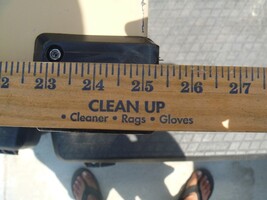 2 23 24 25 26 27
CLEAN UP
• Cleaner • Rags • Gloves